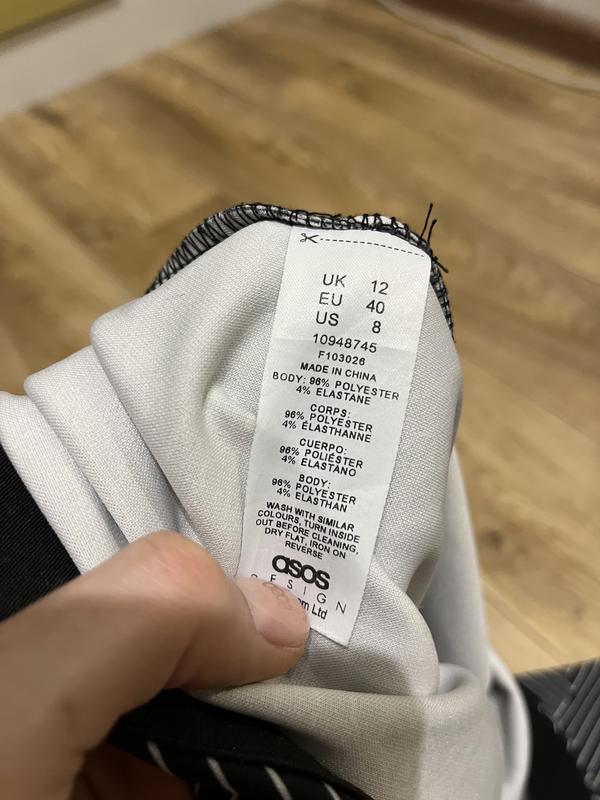 UK 12
EU 40
US 8
10948745
F103026
MADE IN CHINA
BODY: 96% POLYESTER
4% ELASTANE
CORPS:
96% POLYESTER
4% ÉLASTHANNE
CUERPO:
96% POLIÉSTER
4% ELASTANO
BODY:
96% POLYESTER
4% ELASTHAN
WASH WITH SIMILAR
COLOURS, TURN INSIDE
OUT BEFORE CLEANING,
DRY FLAT, IRON ON
REVERSE
asos
DESIGN
Ltd